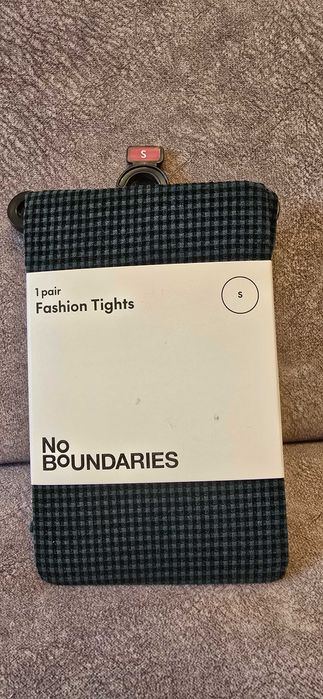 S
1 pair
Fashion Tights
S
No
BoUNDARIES